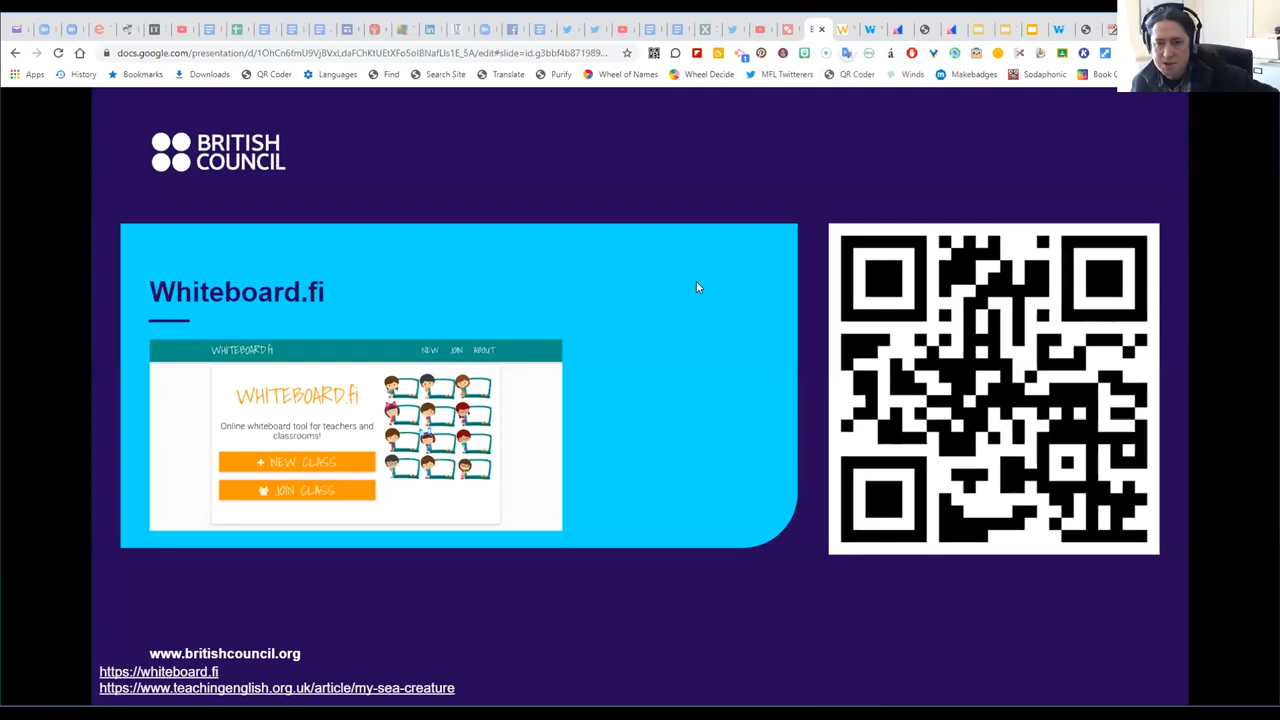 docs.google.com/presentation/d/1OhCn6fmU9VjBVxLdaFChKtUEtXFo5olBNafUs1E_5A/edit#slide=id.g3bbf4b871989...
Apps History Bookmarks Downloads QR Coder Languages Find Search Site Translate Purify Wheel of Names Wheel Decide MFL Twitterers QR Coder Winds Makebadges Sodaphonic Book
BRITISH
COUNCIL
Whiteboard.fi
WHITEBOARD.fi NEW JOIN ABOUT
WHITEBOARD.fi
Online whiteboard tool for teachers and
classrooms!
+ NEW CLASS
JOIN CLASS
www.britishcouncil.org
https://whiteboard.fi
https://www.teachingenglish.org.uk/article/my-sea-creature